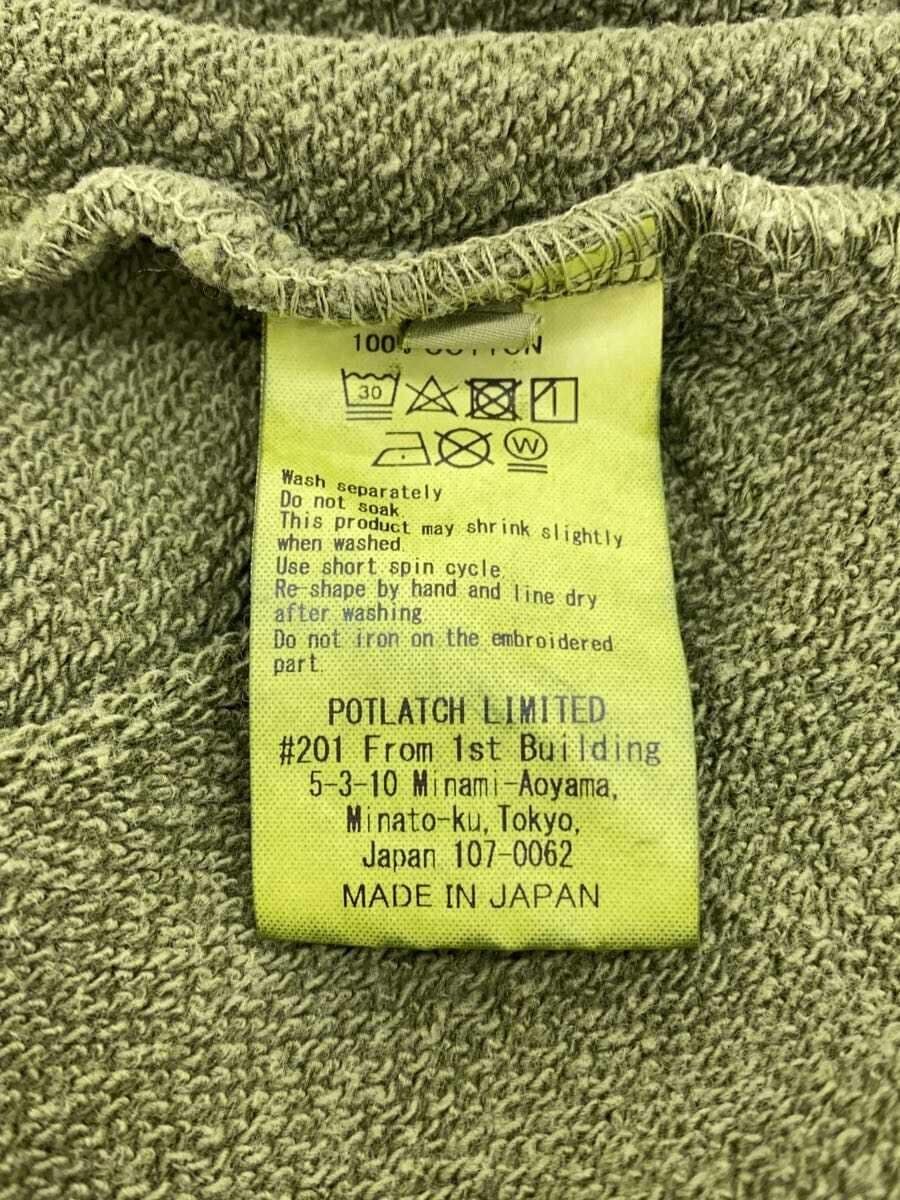 100% COTTON
30
W
Wash separately
Do not soak.
This product may shrink slightly
when washed.
Use short spin cycle
Re-shape by hand and line dry
after washing
Do not iron on the embroidered
part.
POTLATCH LIMITED
#201 From 1st Building
5-3-10 Minami-Aoyama,
Minato-ku, Tokyo,
Japan 107-0062
MADE IN JAPAN